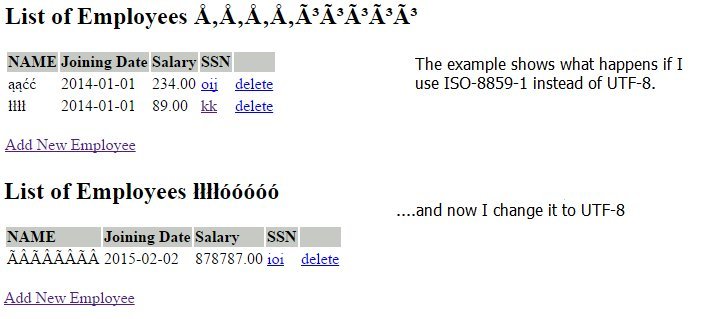 List of Employees Å‚Å‚Å‚Å‚Ã³Ã³Ã³Ã³Ã³
NAME Joining Date Salary SSN
ąąćć 2014-01-01 234.00 oij delete
łłłł 2014-01-01 89.00 kk delete
Add New Employee
The example shows what happens if I
use ISO-8859-1 instead of UTF-8.
List of Employees łłłłóóóóó
NAME Joining Date Salary SSN
ÃÂÃÂÃÂÃÂ 2015-02-02 878787.00 ioi delete
Add New Employee
....and now I change it to UTF-8